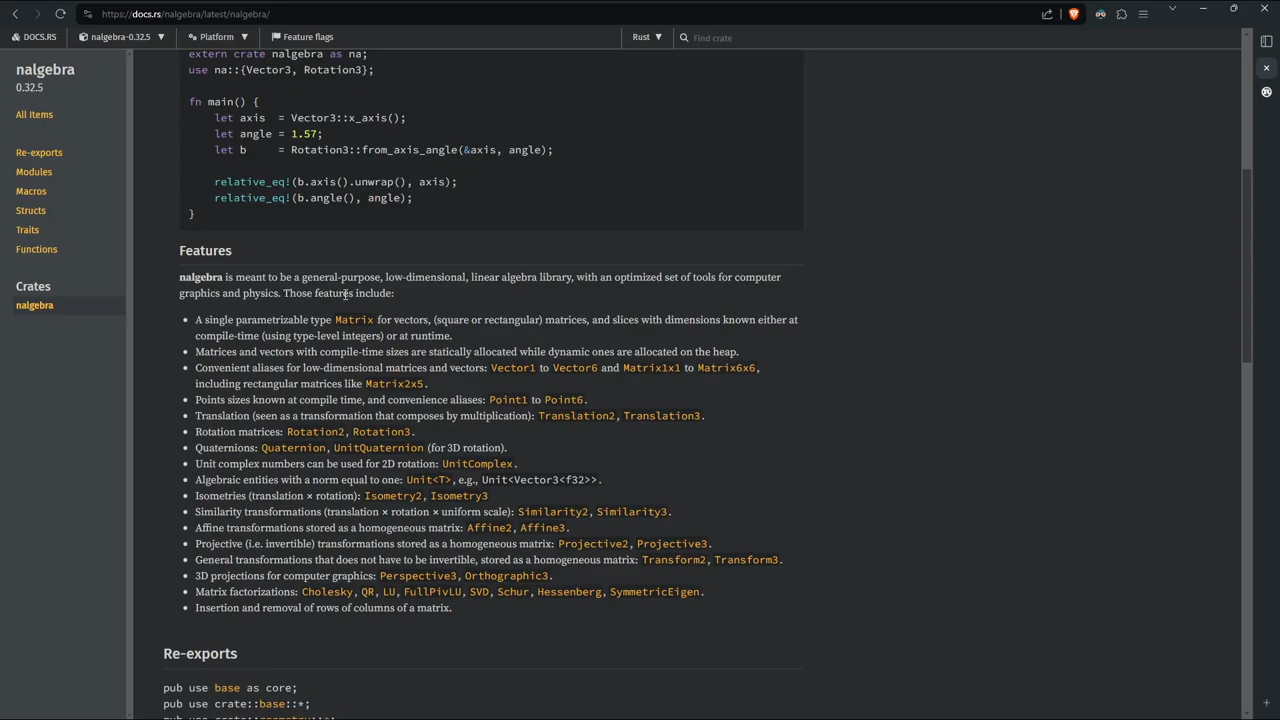 https://docs.rs/nalgebra/latest/nalgebra/
DOCS.RS nalgebra-0.32.5 Platform Feature flags Rust Find crate
nalgebra
0.32.5
All Items
Re-exports
Modules
Macros
Structs
Traits
Functions
Crates
nalgebra
extern crate nalgebra as na;
use na::{Vector3, Rotation3};
fn main() {
    let axis  = Vector3::x_axis();
    let angle = 1.57;
    let b     = Rotation3::from_axis_angle(&axis, angle);
    relative_eq!(b.axis().unwrap(), axis);
    relative_eq!(b.angle(), angle);
}
Features
nalgebra is meant to be a general-purpose, low-dimensional, linear algebra library, with an optimized set of tools for computer
graphics and physics. Those features include:
• A single parametrizable type Matrix for vectors, (square or rectangular) matrices, and slices with dimensions known either at
compile-time (using type-level integers) or at runtime.
• Matrices and vectors with compile-time sizes are statically allocated while dynamic ones are allocated on the heap.
• Convenient aliases for low-dimensional matrices and vectors: Vector1 to Vector6 and Matrix1x1 to Matrix6x6,
including rectangular matrices like Matrix2x5.
• Points sizes known at compile time, and convenience aliases: Point1 to Point6.
• Translation (seen as a transformation that composes by multiplication): Translation2, Translation3.
• Rotation matrices: Rotation2, Rotation3.
• Quaternions: Quaternion, UnitQuaternion (for 3D rotation).
• Unit complex numbers can be used for 2D rotation: UnitComplex.
• Algebraic entities with a norm equal to one: Unit<T>, e.g., Unit<Vector3<f32>>.
• Isometries (translation × rotation): Isometry2, Isometry3
• Similarity transformations (translation × rotation × uniform scale): Similarity2, Similarity3.
• Affine transformations stored as a homogeneous matrix: Affine2, Affine3.
• Projective (i.e. invertible) transformations stored as a homogeneous matrix: Projective2, Projective3.
• General transformations that does not have to be invertible, stored as a homogeneous matrix: Transform2, Transform3.
• 3D projections for computer graphics: Perspective3, Orthographic3.
• Matrix factorizations: Cholesky, QR, LU, FullPivLU, SVD, Schur, Hessenberg, SymmetricEigen.
• Insertion and removal of rows of columns of a matrix.
Re-exports
pub use base as core;
pub use crate::base::*;
pub use crate::geometry::*;